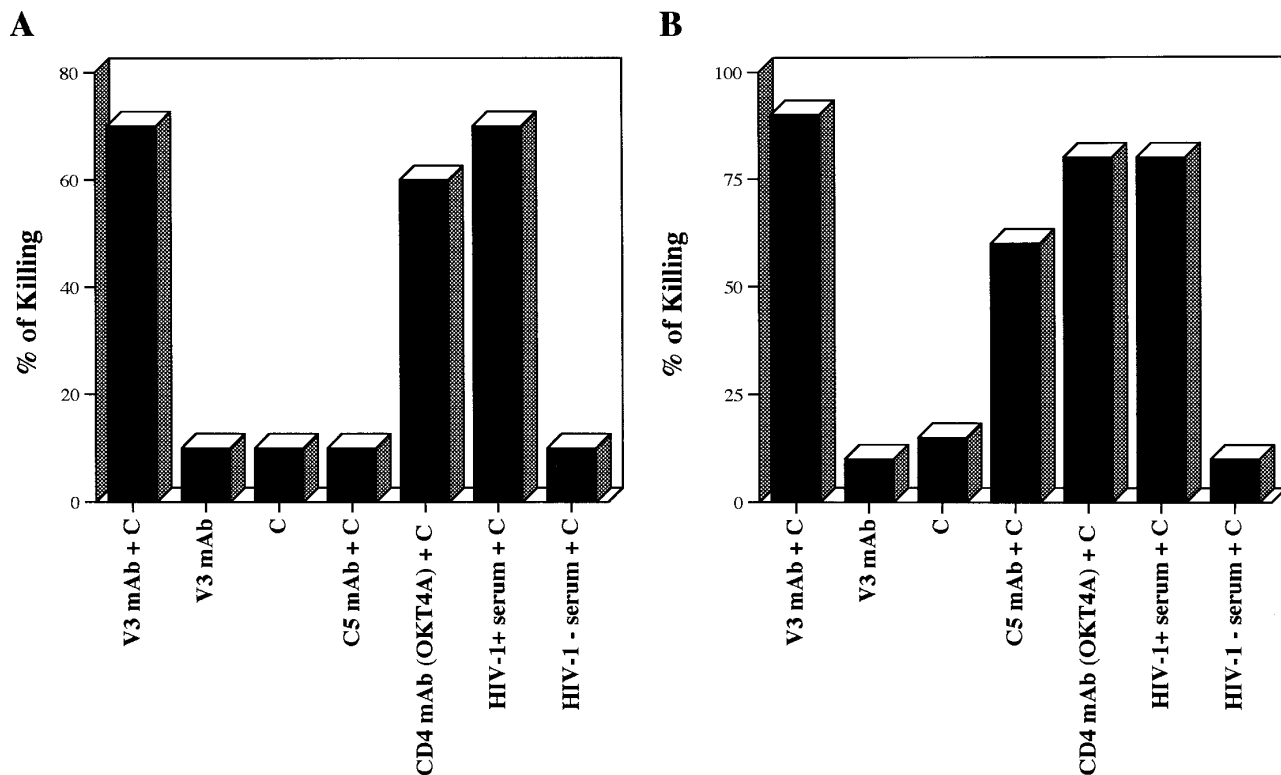 A
% of Killing
80
60
40
20
0
V3 mAb + C
V3 mAb
C
C5 mAb + C
CD4 mAb (OKT4A) + C
HIV-1+ serum + C
HIV-1 - serum + C
B
% of Killing
100
75
50
25
0
V3 mAb + C
V3 mAb
C
C5 mAb + C
CD4 mAb (OKT4A) + C
HIV-1+ serum + C
HIV-1 - serum + C